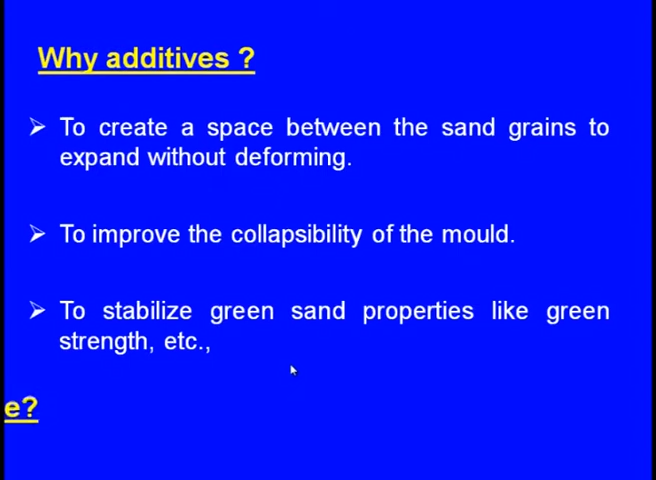 Why additives ?
To create a space between the sand grains to
expand without deforming.
To improve the collapsibility of the mould.
To stabilize green sand properties like green
strength, etc.,
e?